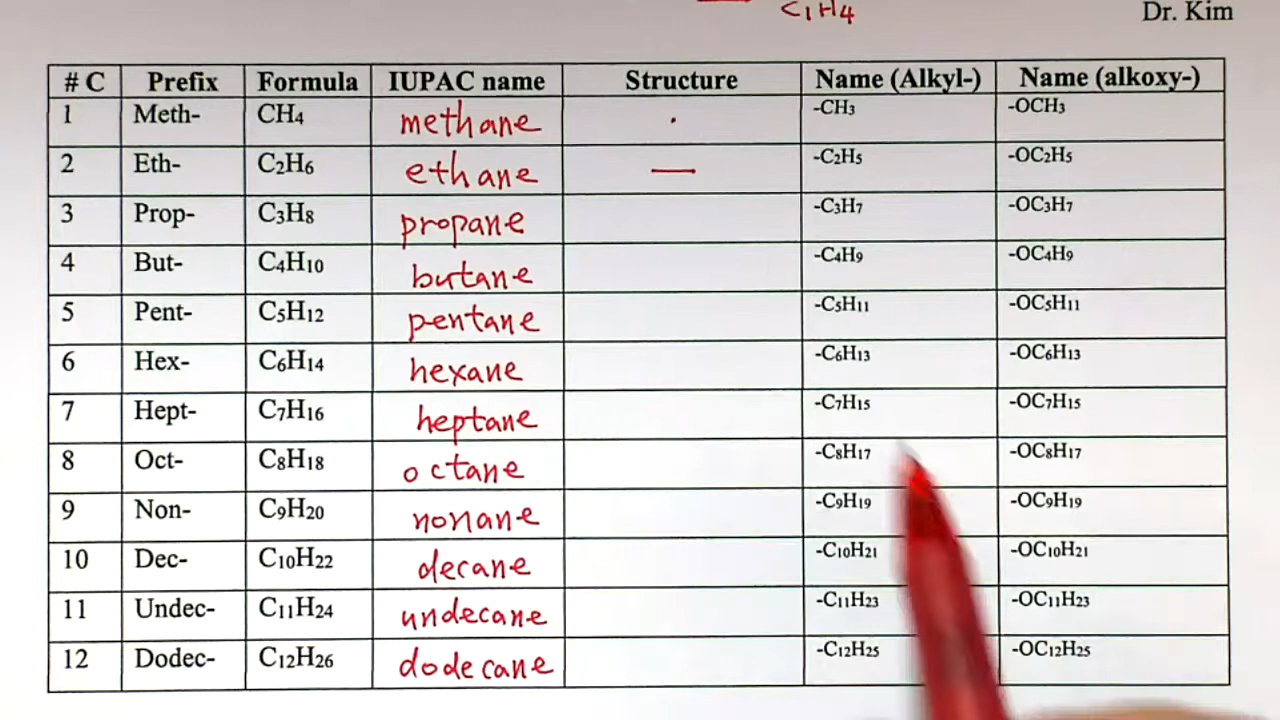 C₁H₄
Dr. Kim
# C Prefix Formula IUPAC name Structure Name (Alkyl-) Name (alkoxy-)
1 Meth- CH₄ methane -CH₃ -OCH₃
2 Eth- C₂H₆ ethane -C₂H₅ -OC₂H₅
3 Prop- C₃H₈ propane -C₃H₇ -OC₃H₇
4 But- C₄H₁₀ butane -C₄H₉ -OC₄H₉
5 Pent- C₅H₁₂ pentane -C₅H₁₁ -OC₅H₁₁
6 Hex- C₆H₁₄ hexane -C₆H₁₃ -OC₆H₁₃
7 Hept- C₇H₁₆ heptane -C₇H₁₅ -OC₇H₁₅
8 Oct- C₈H₁₈ octane -C₈H₁₇ -OC₈H₁₇
9 Non- C₉H₂₀ nonane -C₉H₁₉ -OC₉H₁₉
10 Dec- C₁₀H₂₂ decane -C₁₀H₂₁ -OC₁₀H₂₁
11 Undec- C₁₁H₂₄ undecane -C₁₁H₂₃ -OC₁₁H₂₃
12 Dodec- C₁₂H₂₆ dodecane -C₁₂H₂₅ -OC₁₂H₂₅